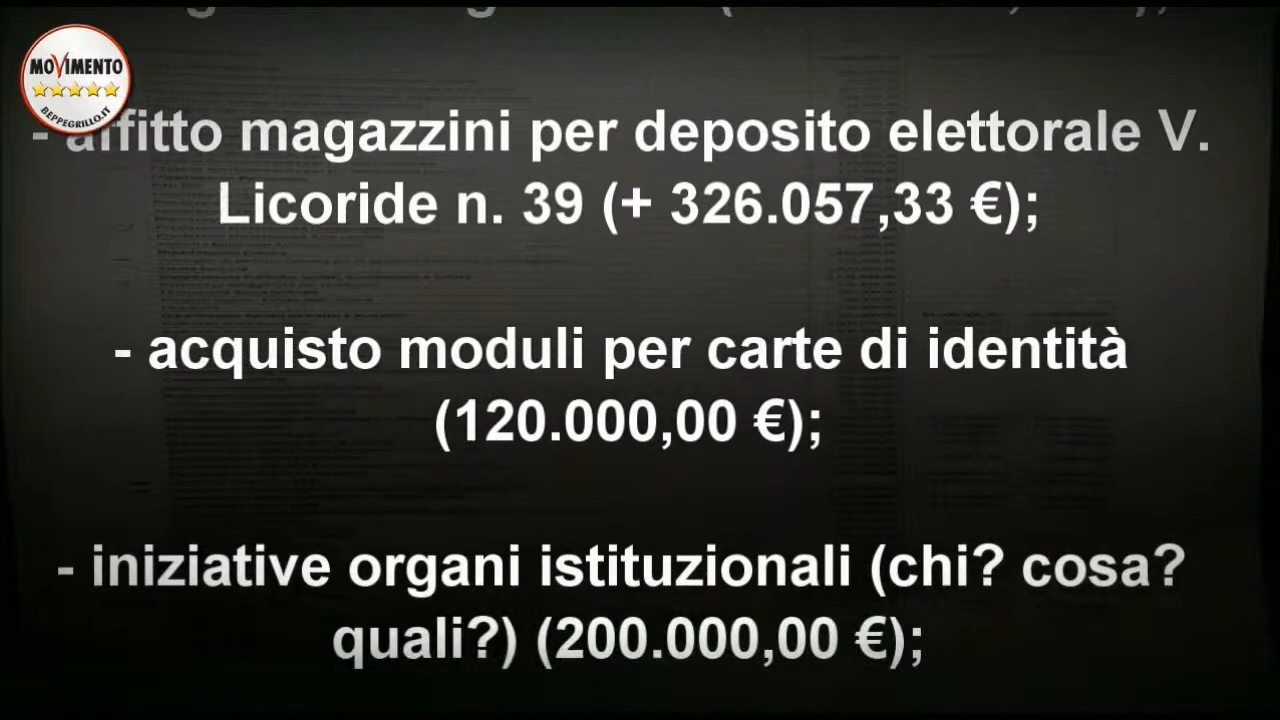 MOVIMENTO
BEPPEGRILLO.IT
- affitto magazzini per deposito elettorale V.
Licoride n. 39 (+ 326.057,33 €);
- acquisto moduli per carte di identità
(120.000,00 €);
- iniziative organi istituzionali (chi? cosa?
quali?) (200.000,00 €);